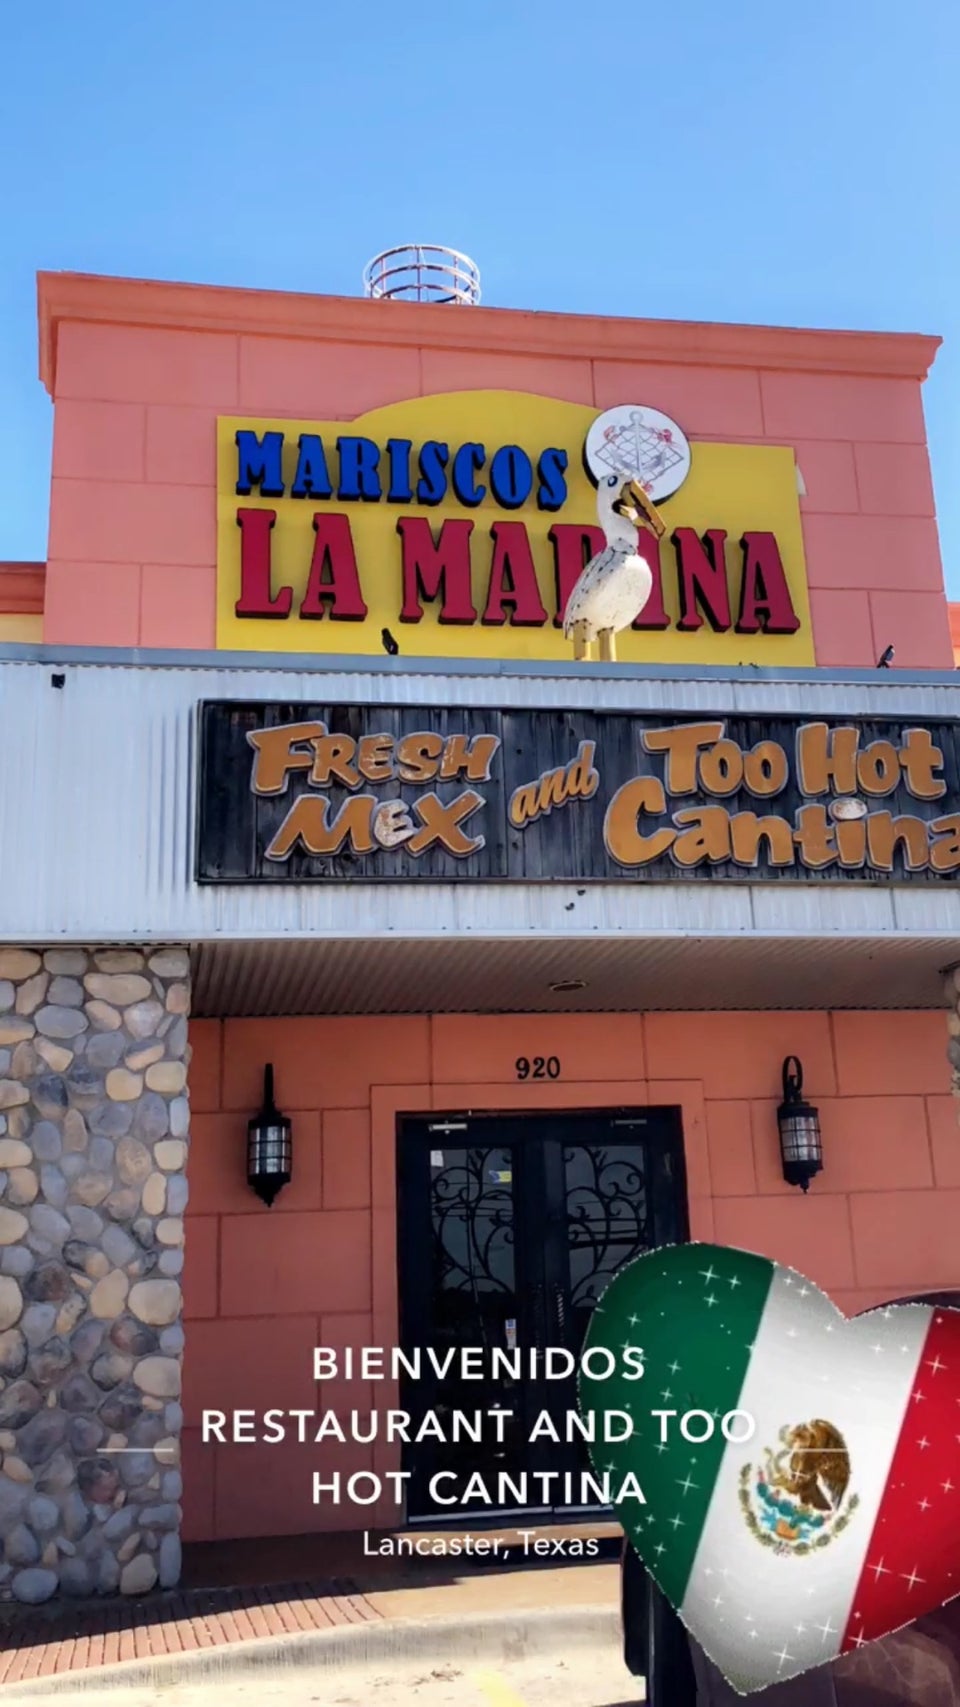 MARISCOS
LA MARINA
FRESH and Too Hot
MEX Cantina
920
BIENVENIDOS
RESTAURANT AND TOO
HOT CANTINA
Lancaster, Texas